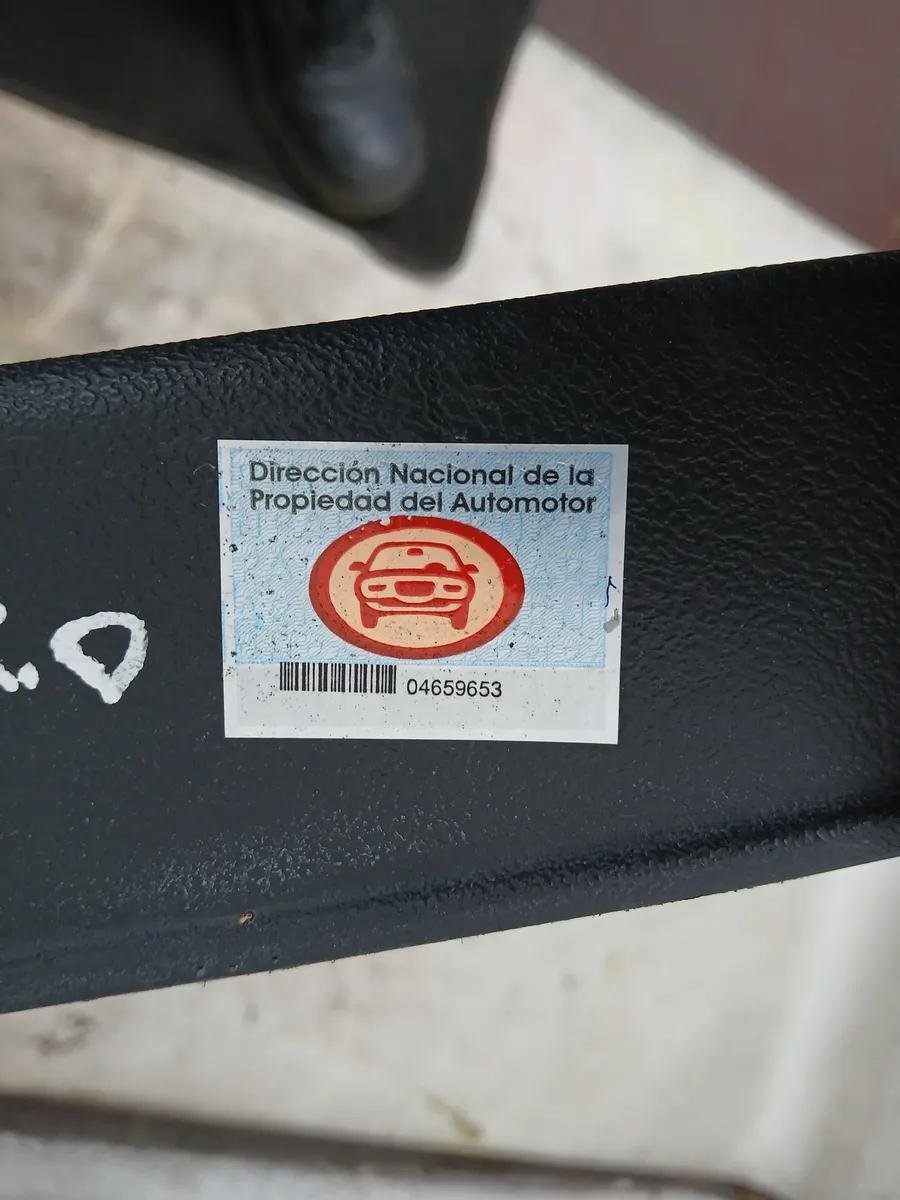 Dirección Nacional de la
Propiedad del Automotor
04659653